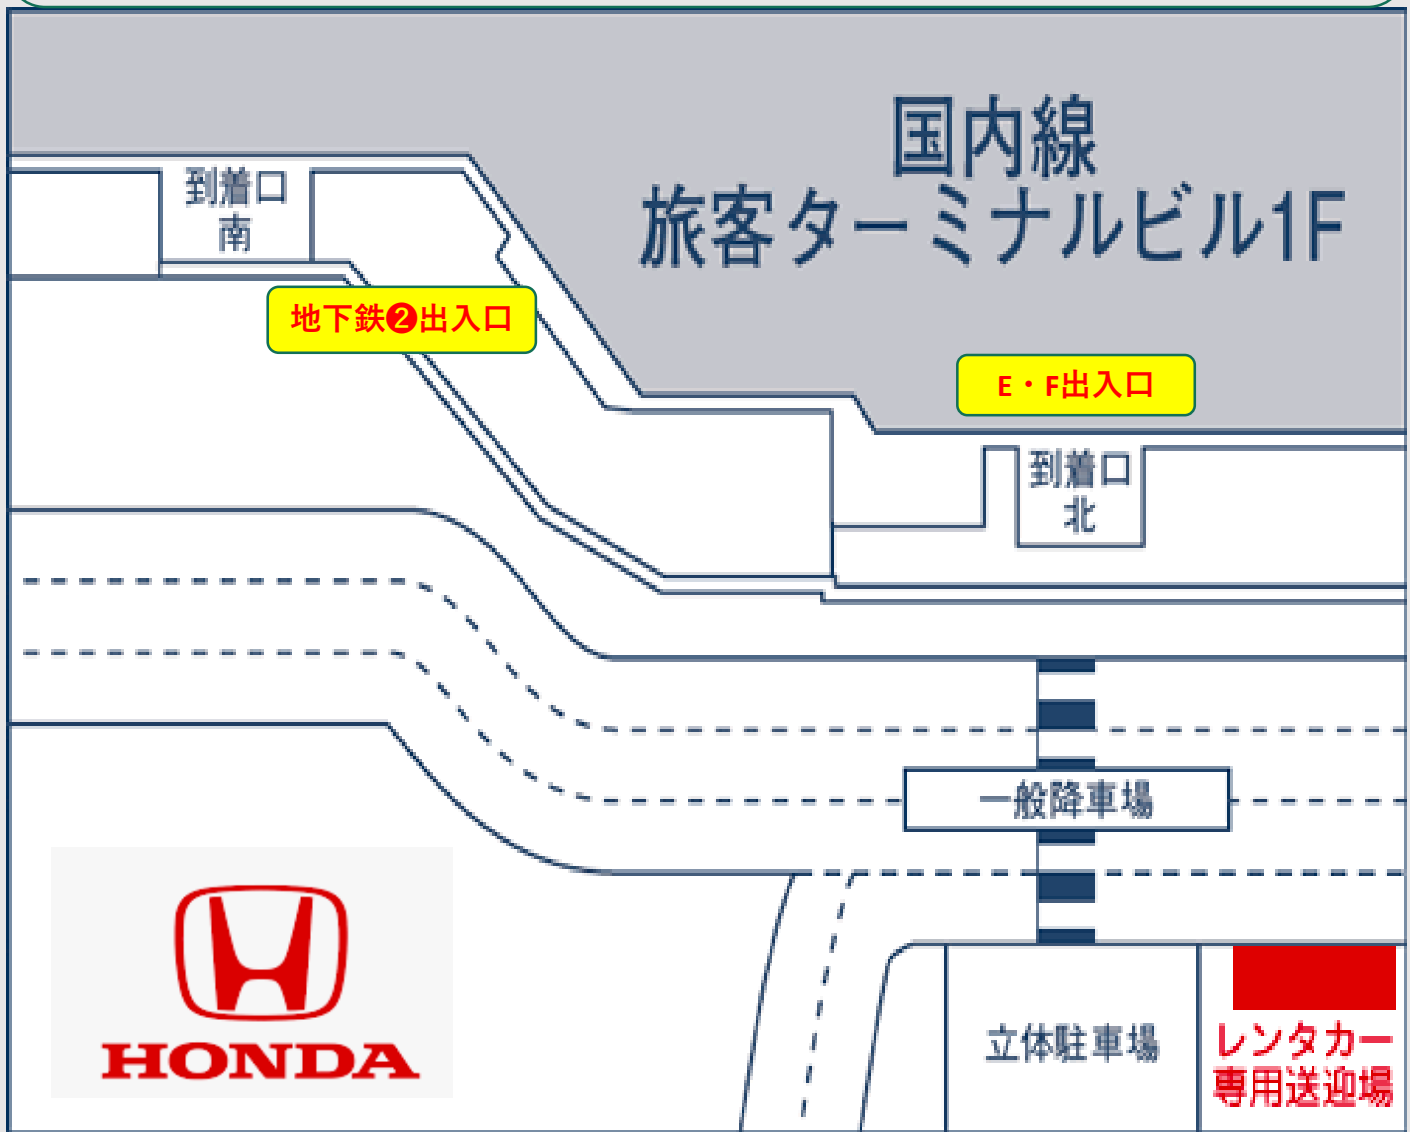 国内線
旅客ターミナルビル1F
到着口
南
地下鉄❷出入口
E・F出入口
到着口
北
一般降車場
HONDA
立体駐車場
レンタカー
専用送迎場